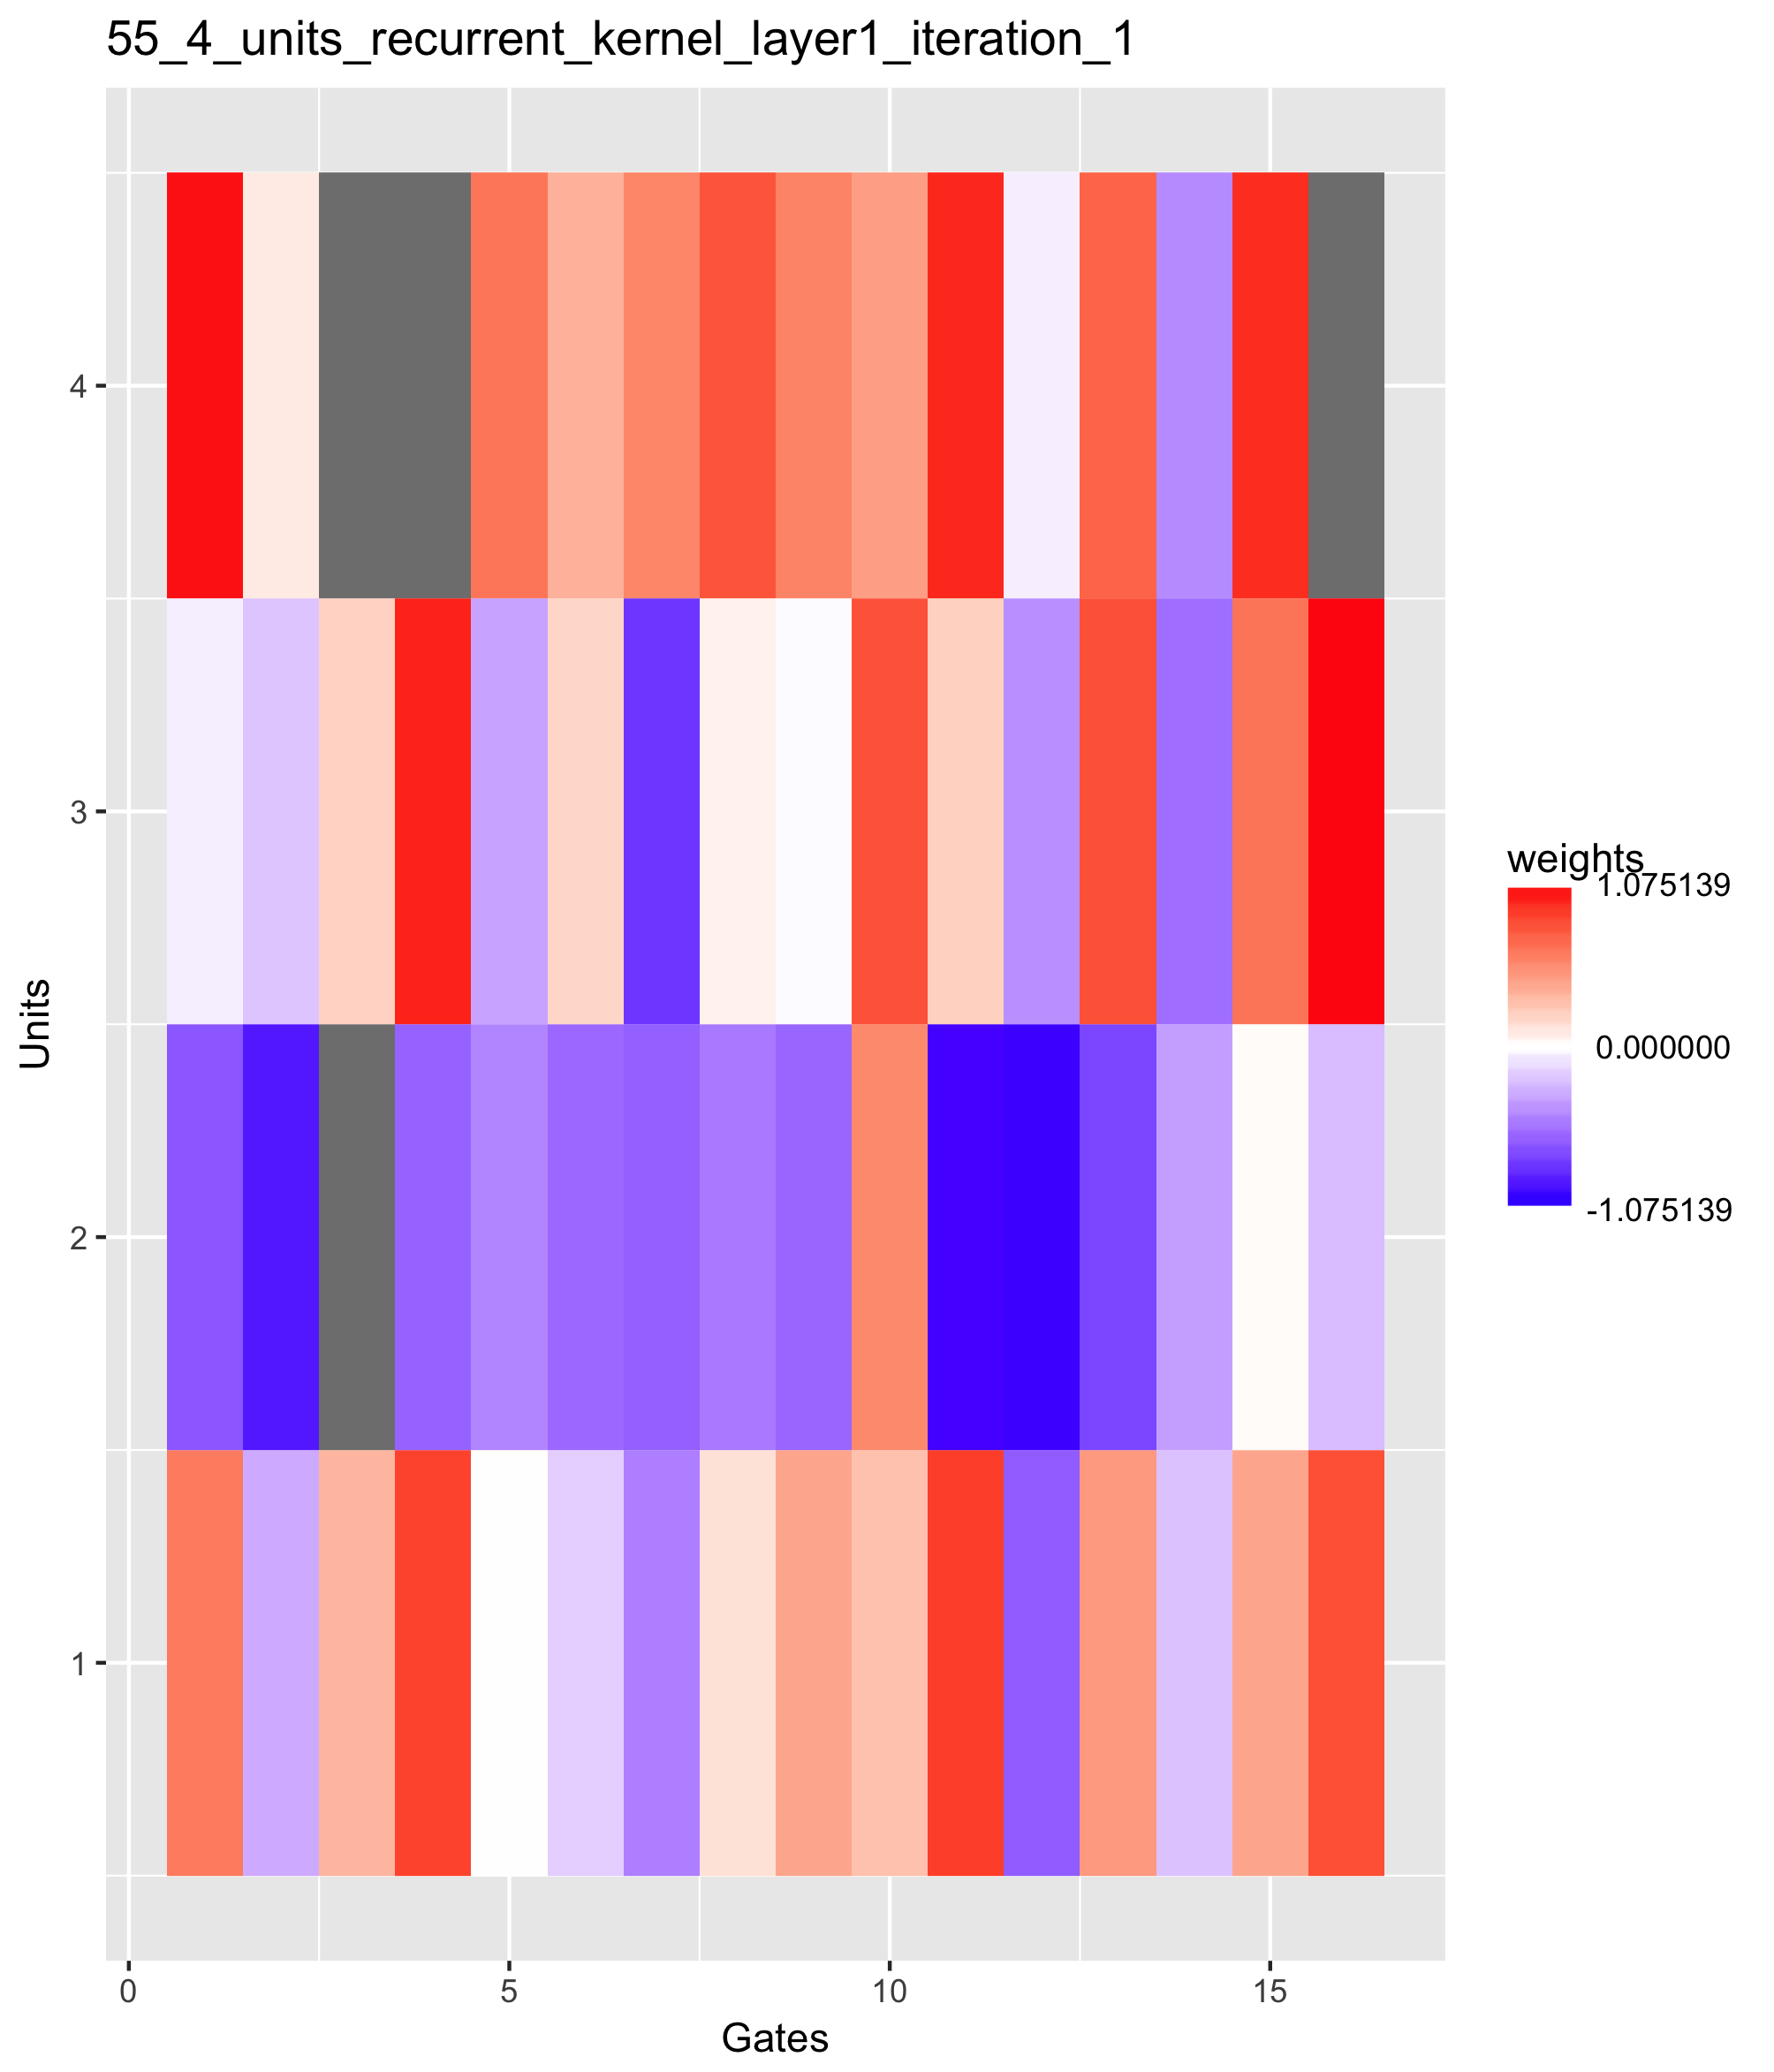 55_4_units_recurrent_kernel_layer1_iteration_1
4
3
2
1
Units
0
5
10
15
Gates
weights
1.075139
0.000000
-1.075139